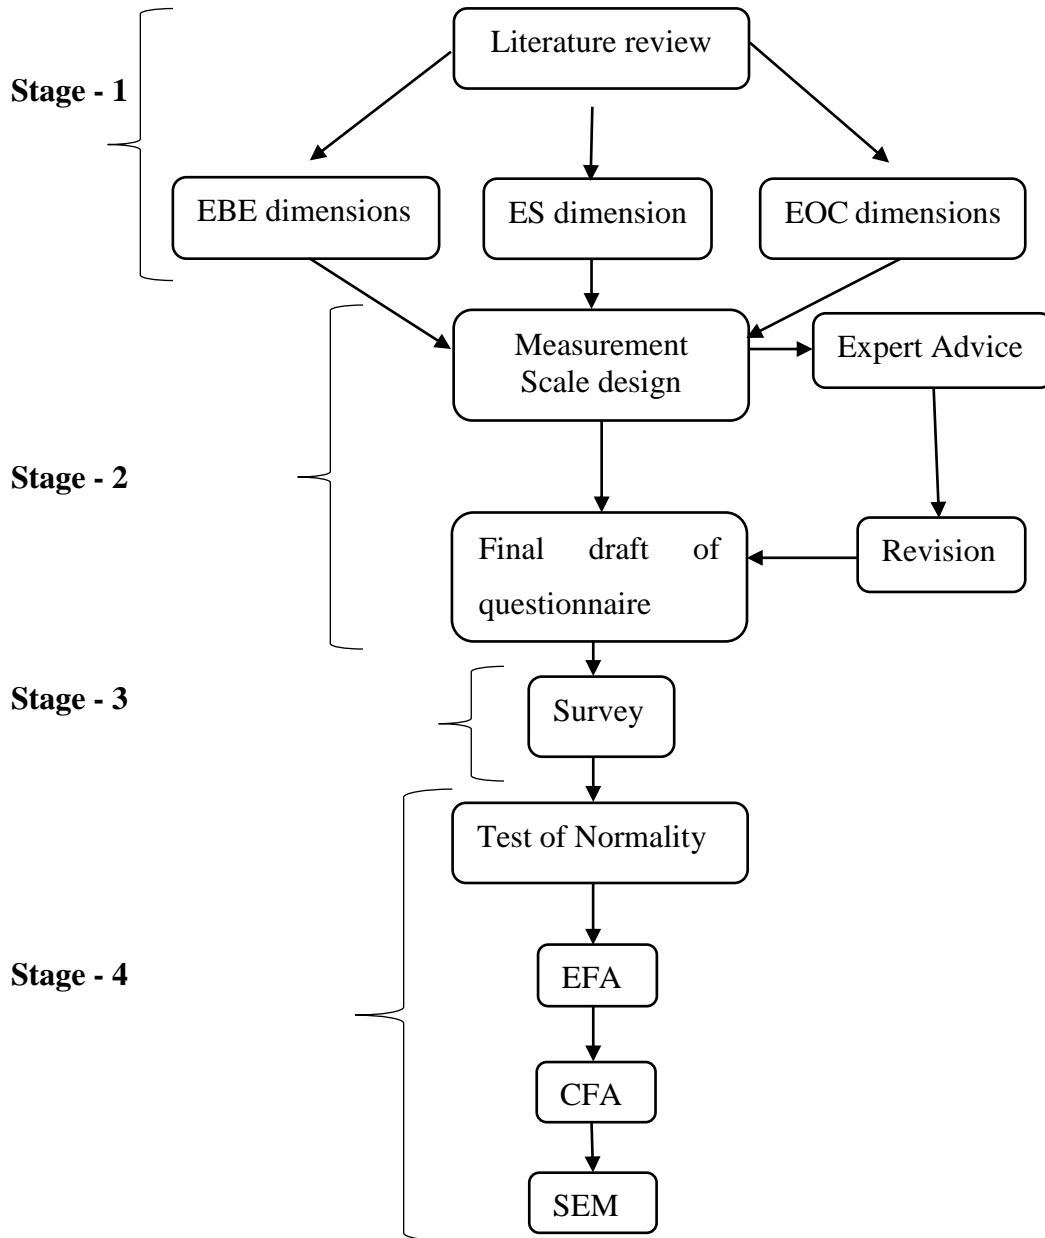 Literature review
Stage - 1
EBE dimensions
ES dimension
EOC dimensions
Measurement
Scale design
Expert Advice
Stage - 2
Final draft of
questionnaire
Revision
Stage - 3
Survey
Test of Normality
Stage - 4
EFA
CFA
SEM